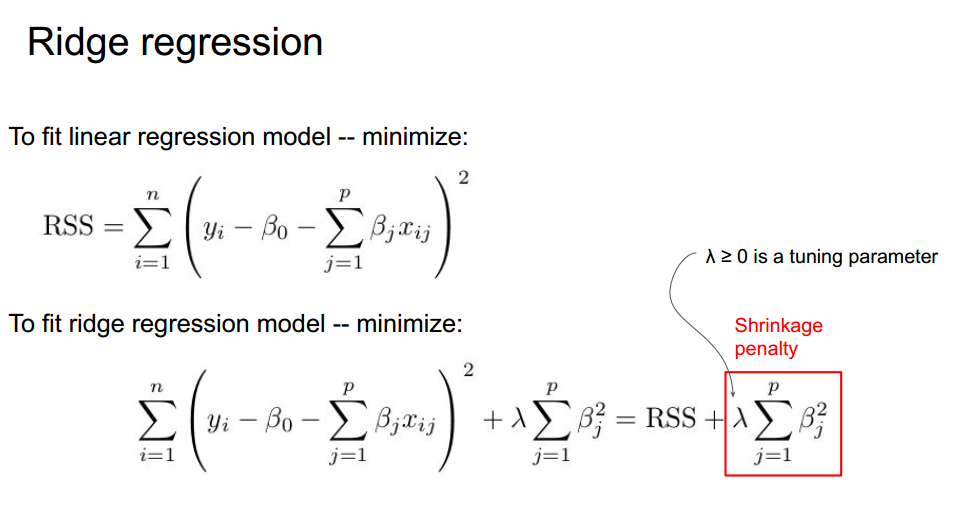 Ridge regression
To fit linear regression model -- minimize:
RSS = \sum_{i=1}^{n} \left( y_i - \beta_0 - \sum_{j=1}^{p} \beta_j x_{ij} \right)^2
λ ≥ 0 is a tuning parameter
To fit ridge regression model -- minimize:
Shrinkage
penalty
\sum_{i=1}^{n} \left( y_i - \beta_0 - \sum_{j=1}^{p} \beta_j x_{ij} \right)^2 + \lambda \sum_{j=1}^{p} \beta_j^2 = RSS + \lambda \sum_{j=1}^{p} \beta_j^2